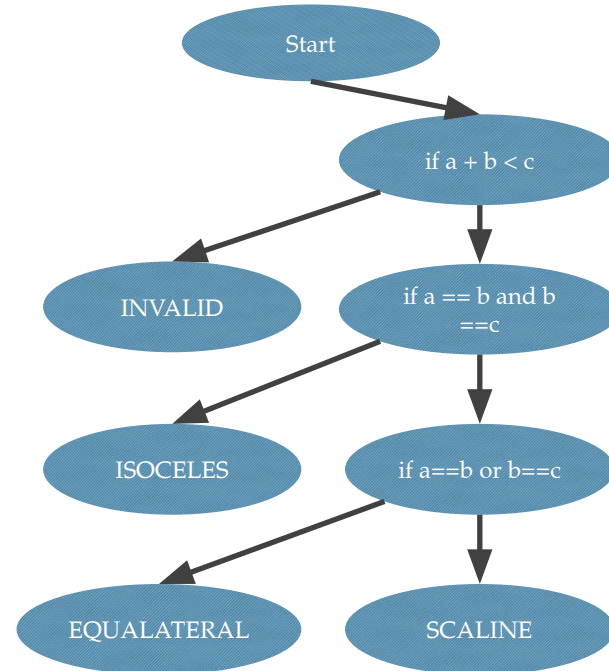 Start
if a + b < c
INVALID
if a == b and b
==c
ISOCELES
if a==b or b==c
EQUALATERAL
SCALINE